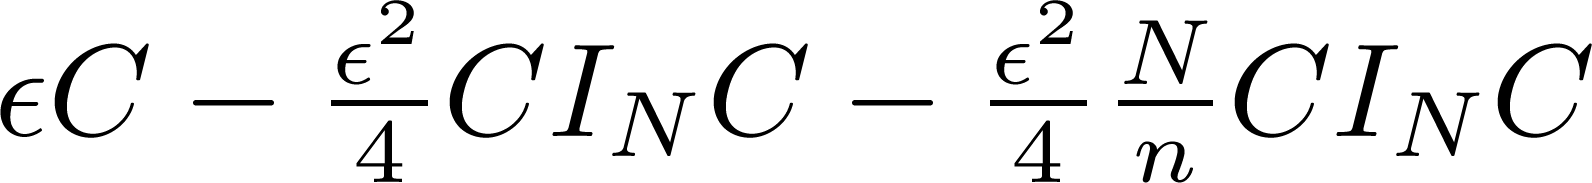 $\epsilon C - \frac{\epsilon^2}{4} C I_N C - \frac{\epsilon^2}{4} \frac{N}{n} C I_N C$